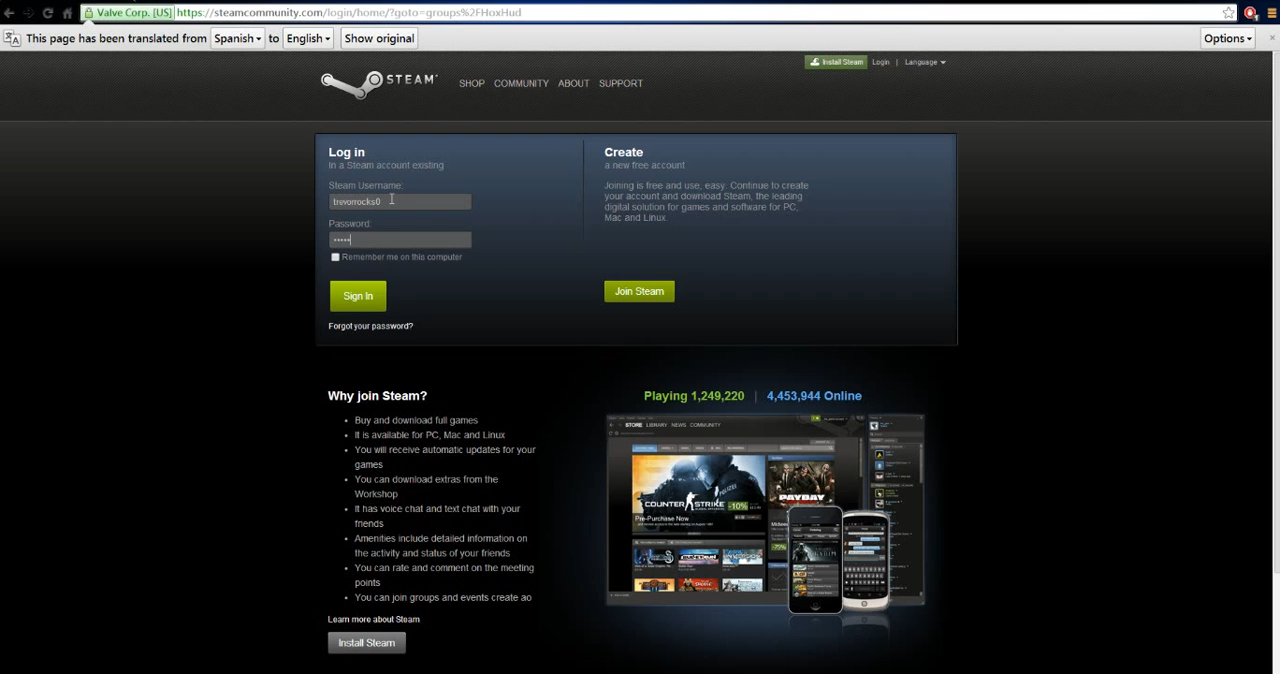 Valve Corp. [US] https://steamcommunity.com/login/home/?goto=groups%2FHoxHud
This page has been translated from Spanish to English Show original Options
Install Steam Login | Language
STEAM SHOP COMMUNITY ABOUT SUPPORT
Log in
In a Steam account existing
Steam Username:
trevorrocks0
Password:
•••••
Remember me on this computer
Sign In
Forgot your password?
Create
a new free account
Joining is free and use, easy. Continue to create
your account and download Steam, the leading
digital solution for games and software for PC,
Mac and Linux.
Join Steam
Why join Steam?
• Buy and download full games
• It is available for PC, Mac and Linux
• You will receive automatic updates for your
games
• You can download extras from the
Workshop
• It has voice chat and text chat with your
friends
• Amenities include detailed information on
the activity and status of your friends
• You can rate and comment on the meeting
points
• You can join groups and events create ao
Learn more about Steam
Install Steam
Playing 1,249,220 | 4,453,944 Online
STORE LIBRARY NEWS COMMUNITY
COUNTER STRIKE
-10%
Pre-Purchase Now
PAYDAY